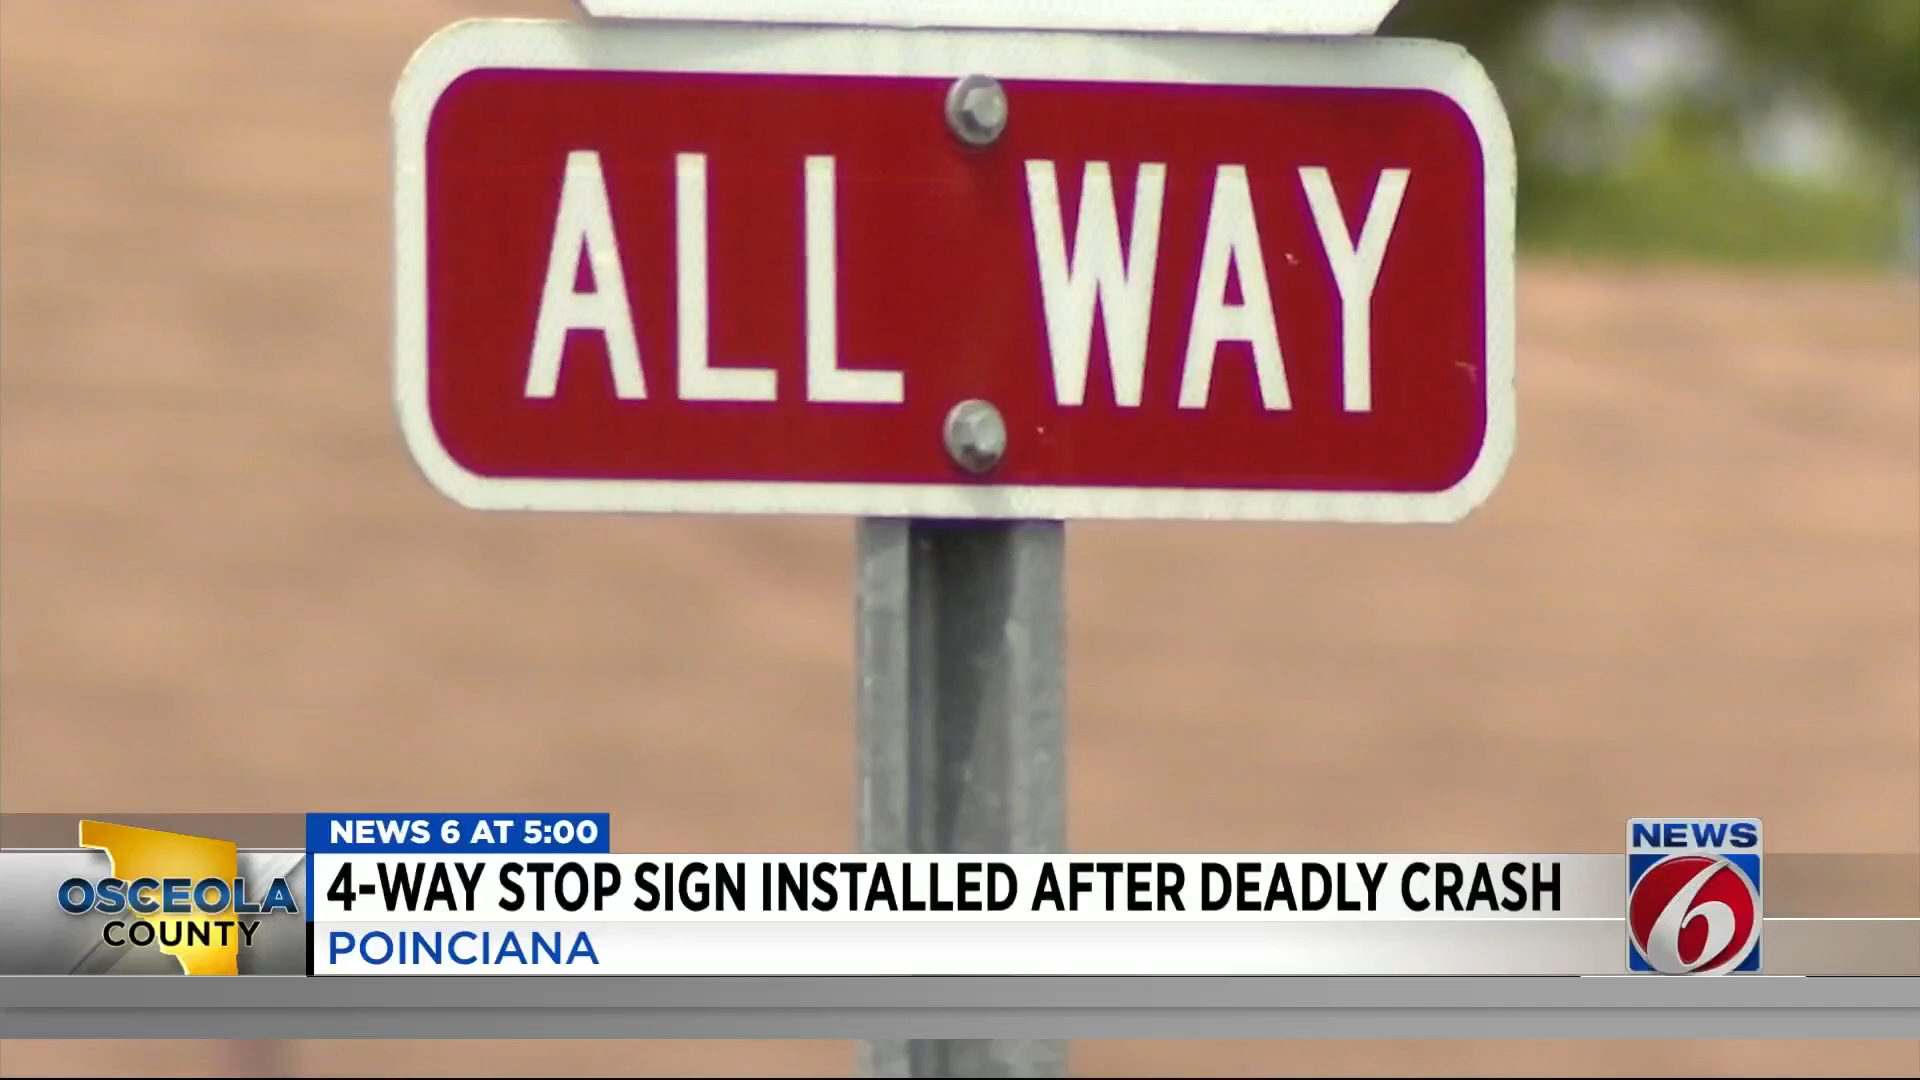 ALL WAY
NEWS 6 AT 5:00
OSCEOLA
COUNTY
4-WAY STOP SIGN INSTALLED AFTER DEADLY CRASH
POINCIANA
NEWS
6